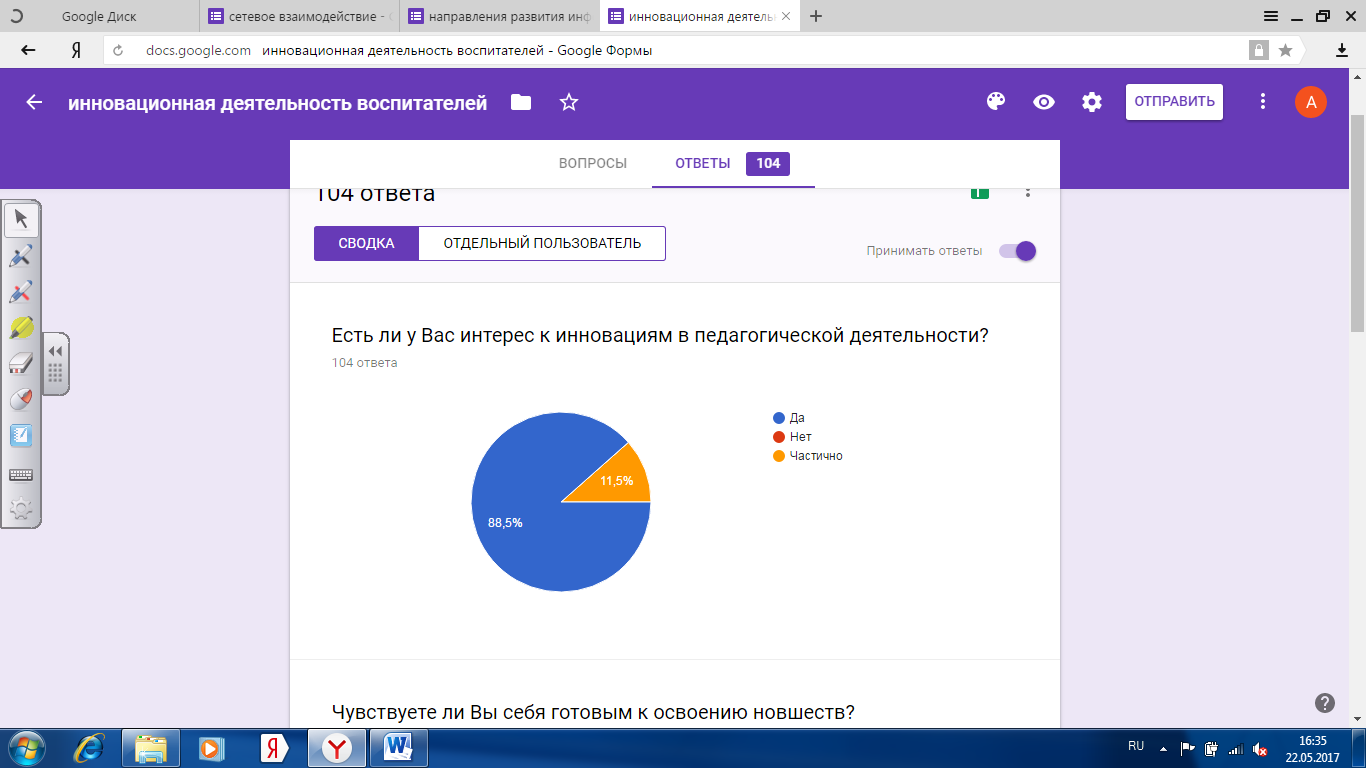 Google Диск
сетевое взаимодействие -
направления развития инф
инновационная деятель
Я
docs.google.com инновационная деятельность воспитателей - Google Формы
инновационная деятельность воспитателей
ОТПРАВИТЬ
А
ВОПРОСЫ
ОТВЕТЫ 104
104 ответа
СВОДКА
ОТДЕЛЬНЫЙ ПОЛЬЗОВАТЕЛЬ
Принимать ответы
Есть ли у Вас интерес к инновациям в педагогической деятельности?
104 ответа
Да
Нет
Частично
11,5%
88,5%
Чувствуете ли Вы себя готовым к освоению новшеств?
RU
16:35
22.05.2017